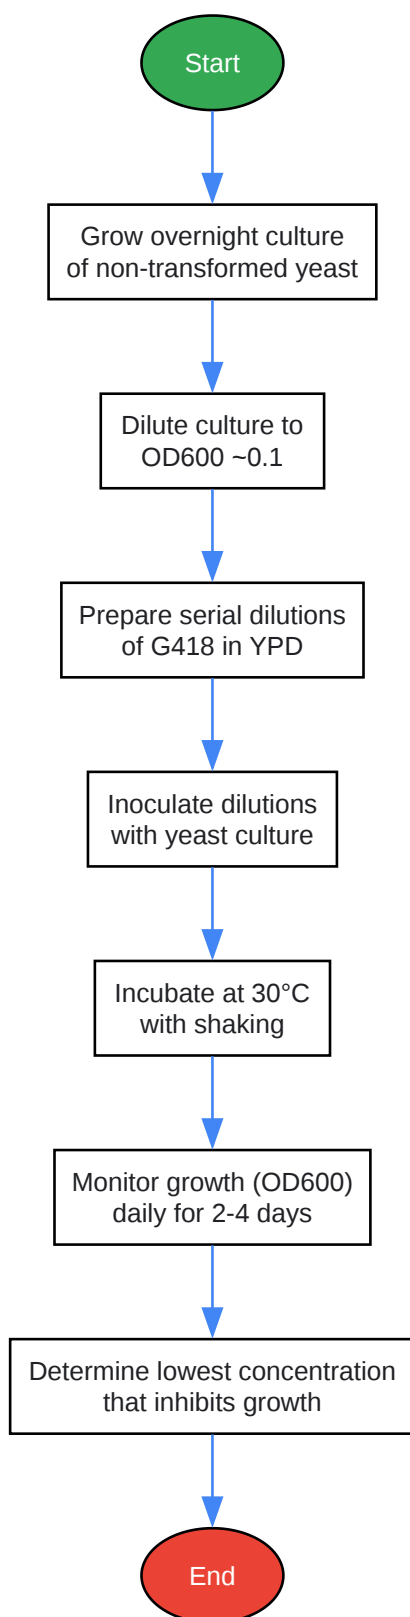 Start
Grow overnight culture
of non-transformed yeast
Dilute culture to
OD600 ~0.1
Prepare serial dilutions
of G418 in YPD
Inoculate dilutions
with yeast culture
Incubate at 30°C
with shaking
Monitor growth (OD600)
daily for 2-4 days
Determine lowest concentration
that inhibits growth
End